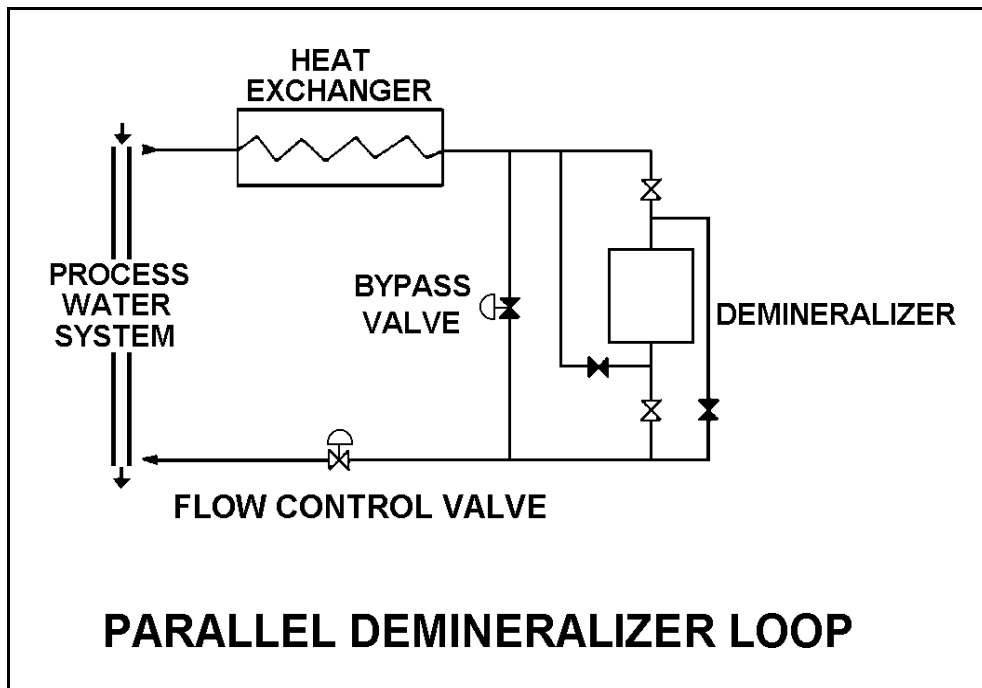 HEAT
EXCHANGER
PROCESS
WATER
SYSTEM
BYPASS
VALVE
DEMINERALIZER
FLOW CONTROL VALVE
PARALLEL DEMINERALIZER LOOP